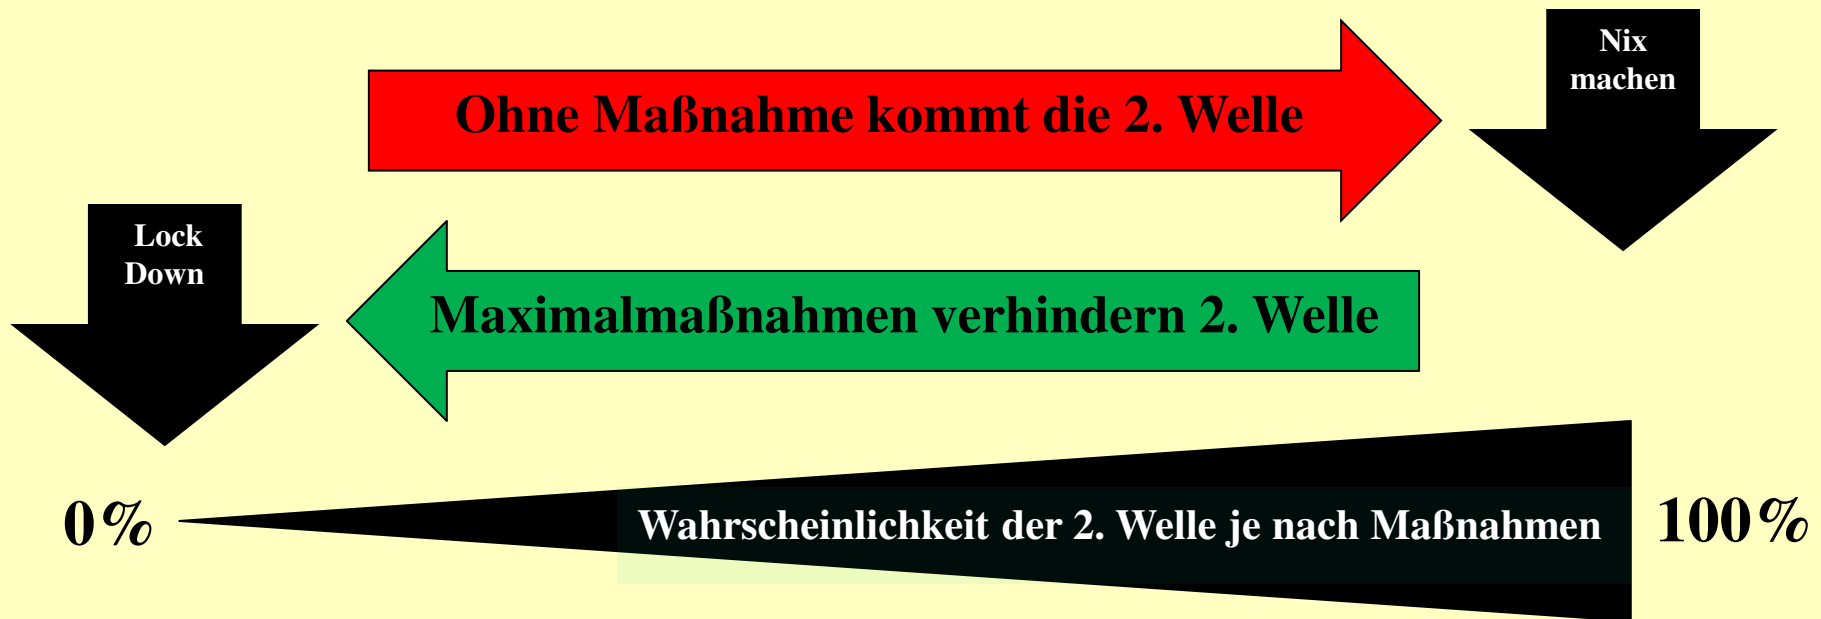 Nix
machen
Ohne Maßnahme kommt die 2. Welle
Lock
Down
Maximalmaßnahmen verhindern 2. Welle
0%
Wahrscheinlichkeit der 2. Welle je nach Maßnahmen
100%